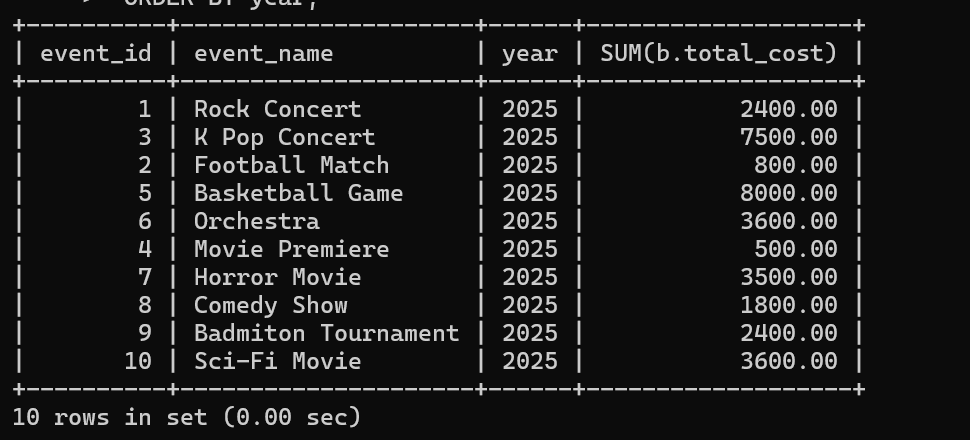 > ORDER BY year;
+----------+---------------------+------+-------------------+
| event_id | event_name          | year | SUM(b.total_cost) |
+----------+---------------------+------+-------------------+
|        1 | Rock Concert        | 2025 |           2400.00 |
|        3 | K Pop Concert       | 2025 |           7500.00 |
|        2 | Football Match      | 2025 |            800.00 |
|        5 | Basketball Game     | 2025 |           8000.00 |
|        6 | Orchestra           | 2025 |           3600.00 |
|        4 | Movie Premiere      | 2025 |            500.00 |
|        7 | Horror Movie        | 2025 |           3500.00 |
|        8 | Comedy Show         | 2025 |           1800.00 |
|        9 | Badmiton Tournament | 2025 |           2400.00 |
|       10 | Sci-Fi Movie        | 2025 |           3600.00 |
+----------+---------------------+------+-------------------+
10 rows in set (0.00 sec)